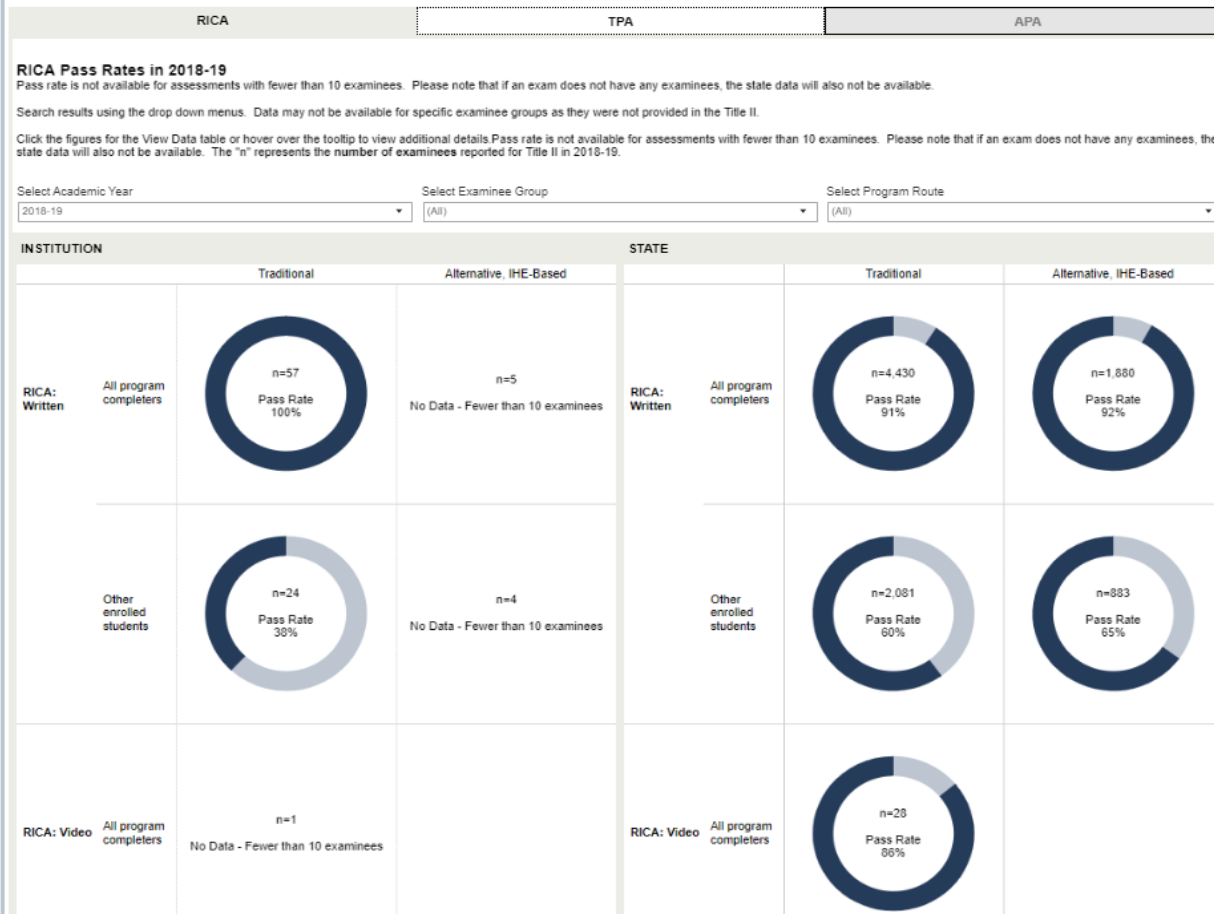 RICA
TPA
APA
RICA Pass Rates in 2018-19
Pass rate is not available for assessments with fewer than 10 examinees. Please note that if an exam does not have any examinees, the state data will also not be available.
Search results using the drop down menus. Data may not be available for specific examinee groups as they were not provided in the Title II.
Click the figures for the View Data table or hover over the tooltip to view additional details.Pass rate is not available for assessments with fewer than 10 examinees. Please note that if an exam does not have any examinees, the
state data will also not be available. The "n" represents the number of examinees reported for Title II in 2018-19.
Select Academic Year
Select Examinee Group
Select Program Route
2018-19
(All)
(All)
INSTITUTION
STATE
Traditional
Alternative, IHE-Based
Traditional
Alternative, IHE-Based
RICA:
Written
All program
completers
n=57
Pass Rate
100%
n=5
No Data - Fewer than 10 examinees
RICA:
Written
All program
completers
n=4,430
Pass Rate
91%
n=1,880
Pass Rate
92%
Other
enrolled
students
n=24
Pass Rate
38%
n=4
No Data - Fewer than 10 examinees
Other
enrolled
students
n=2,081
Pass Rate
60%
n=883
Pass Rate
65%
RICA: Video
All program
completers
n=1
No Data - Fewer than 10 examinees
RICA: Video
All program
completers
n=28
Pass Rate
86%